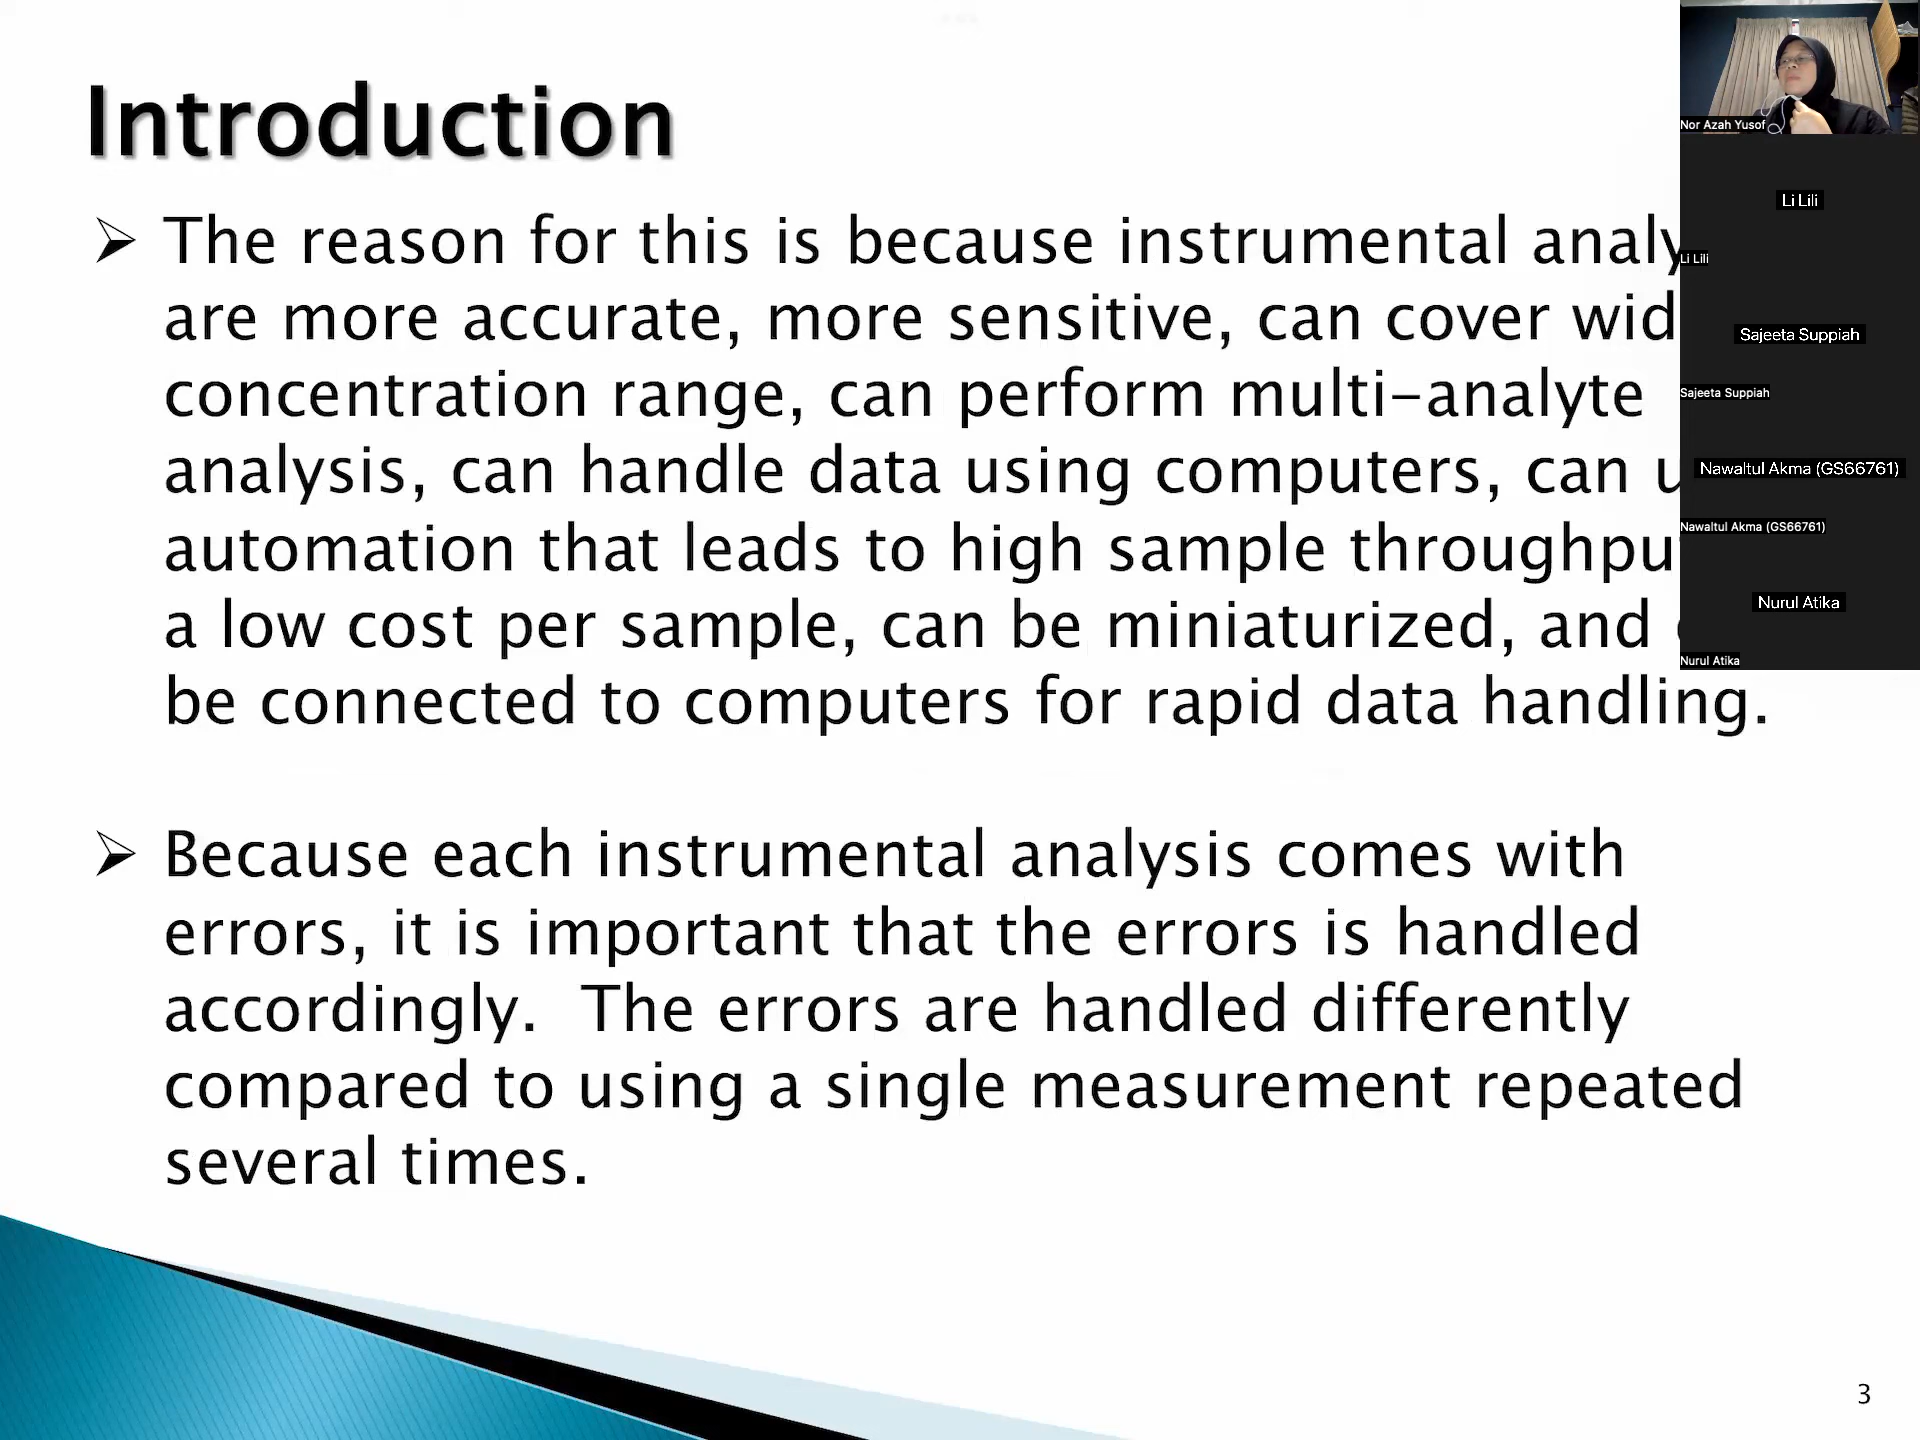 Introduction
The reason for this is because instrumental
are more accurate, more sensitive, can cover
concentration range, can perform multi-analyte
analysis, can handle data using computers, can
automation that leads to high sample
a low cost per sample, can be miniaturized, and
be connected to computers for rapid data handling.
Because each instrumental analysis comes with
errors, it is important that the errors is handled
accordingly. The errors are handled differently
compared to using a single measurement repeated
several times.
3
Nor Azah Yusof
Li Lili
Li Lili
Sajeeta Suppiah
Sajeeta Suppiah
Nawaltul Akma (GS66761)
Nawaltul Akma (GS66761)
Nurul Atika
Nurul Atika